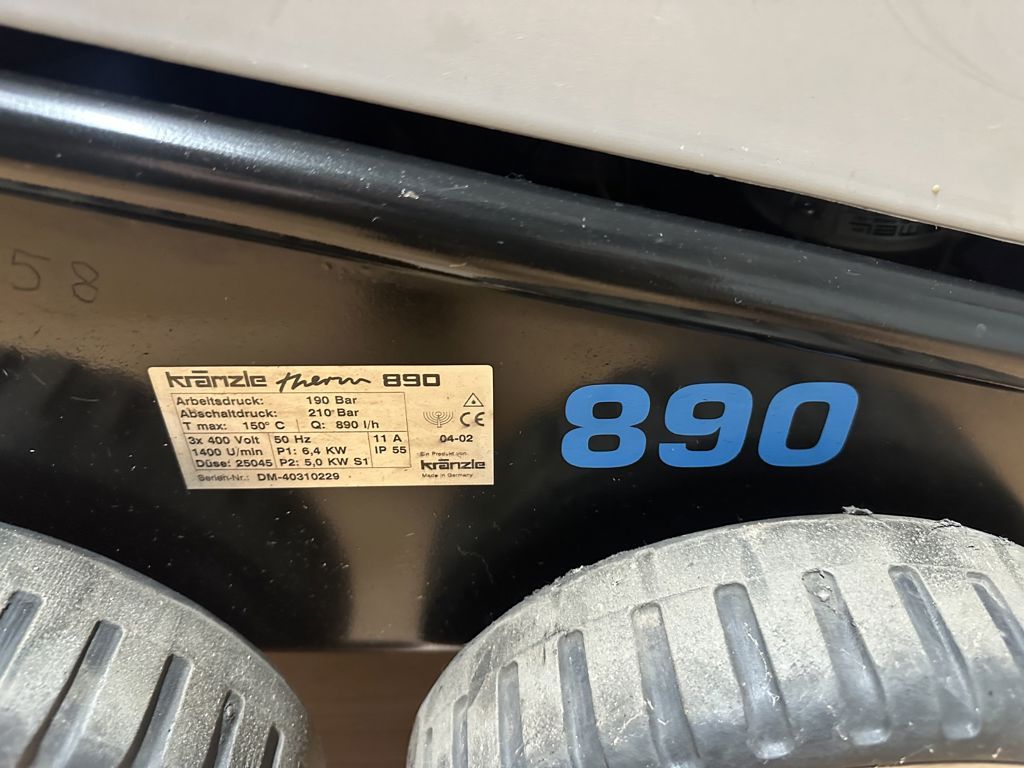 58
kränzle therm 890
Arbeitsdruck: 190 Bar
Abschaltdruck: 210 Bar
T max: 150° C Q: 890 l/h
3x 400 Volt 50 Hz 11 A
1400 U/min P1: 6,4 KW IP 55
Düse: 25045 P2: 5,0 KW S1
Serien-Nr.: DM-40310229
CE
04-02
Ein Produkt von
kränzle
Made in Germany
890